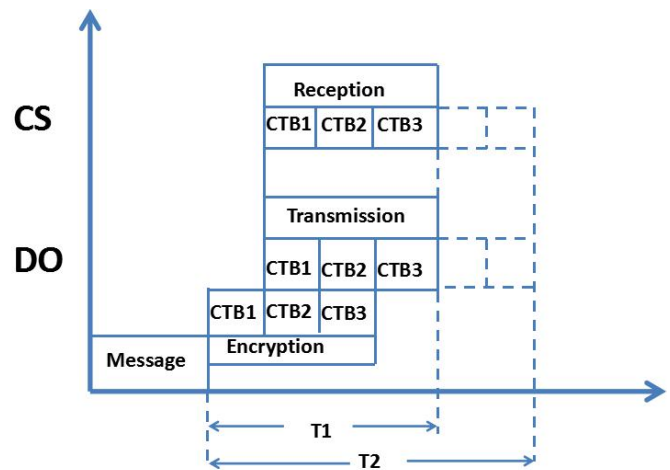 Reception
CS
CTB1 CTB2 CTB3
Transmission
DO
CTB1 CTB2 CTB3
CTB1 CTB2 CTB3
Message
Encryption
T1
T2